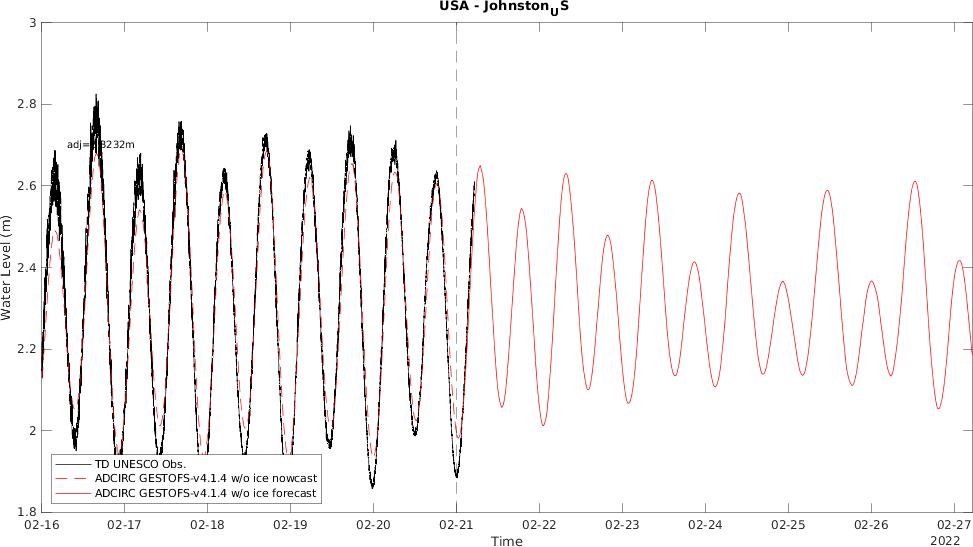 USA - Johnston_US
3
2.8
2.6
2.4
2.2
2
1.8
Water Level (m)
adj= 3232m
TD UNESCO Obs.
ADCIRC GESTOFS-v4.1.4 w/o ice nowcast
ADCIRC GESTOFS-v4.1.4 w/o ice forecast
02-16 02-17 02-18 02-19 02-20 02-21 02-22 02-23 02-24 02-25 02-26 02-27
Time
2022